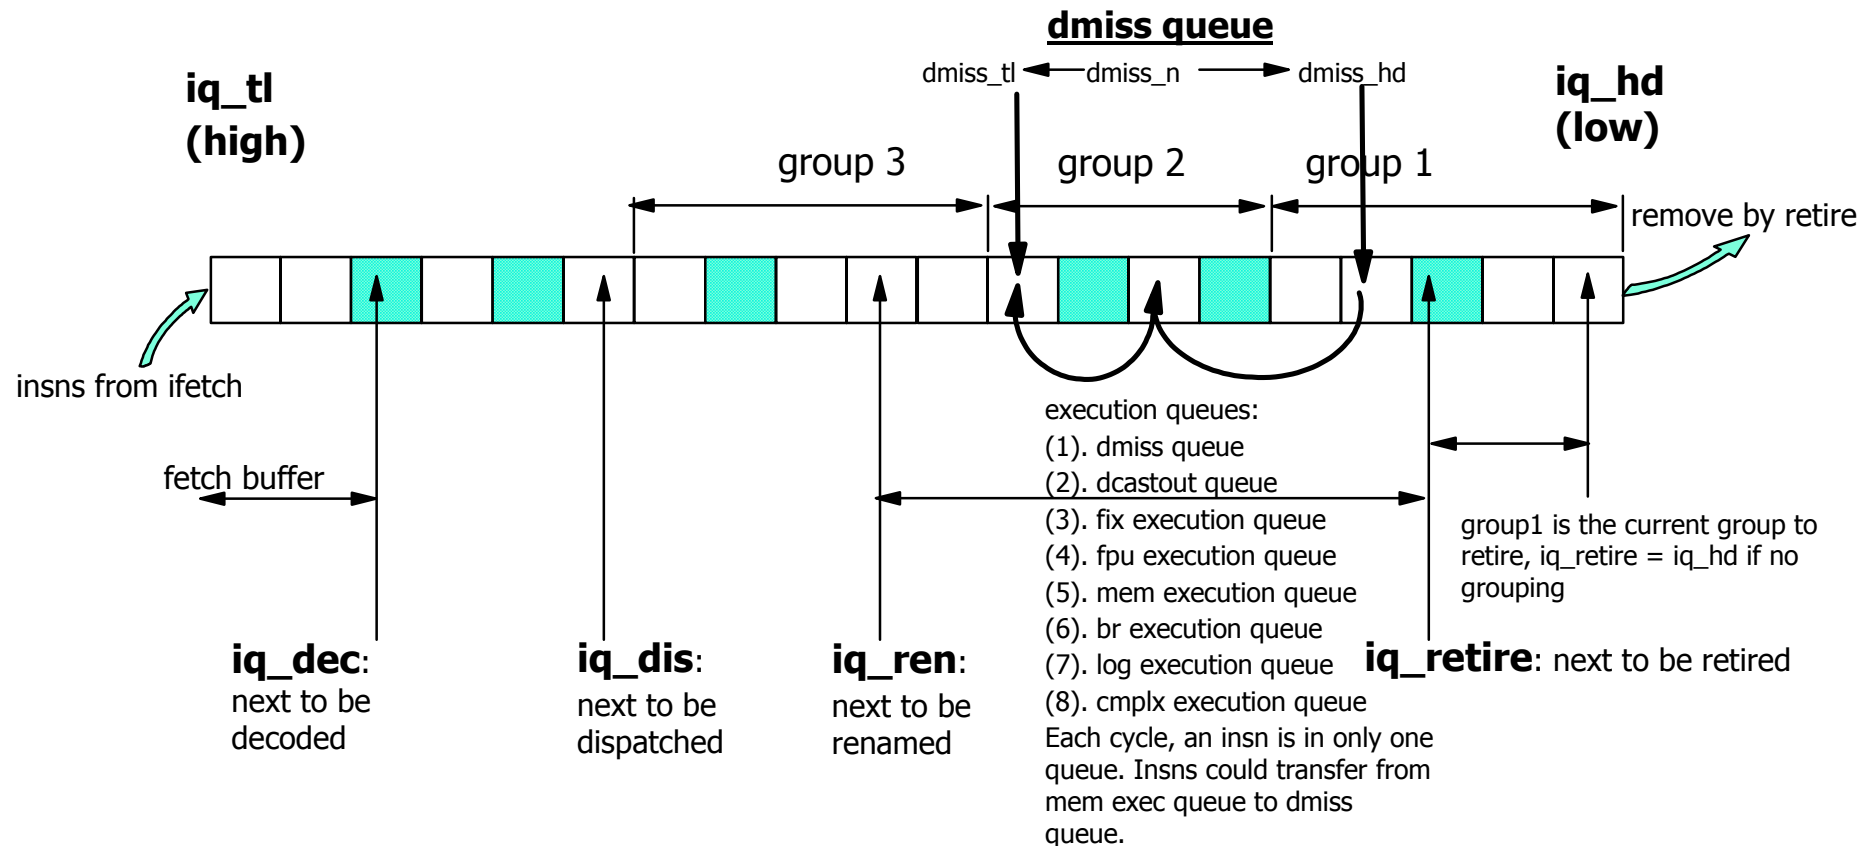 dmiss queue
dmiss_tl dmiss_n dmiss_hd
iq_tl
(high)
iq_hd
(low)
group 3 group 2 group 1
remove by retire
insns from ifetch
fetch buffer
execution queues:
(1). dmiss queue
(2). dcastout queue
(3). fix execution queue
(4). fpu execution queue
(5). mem execution queue
(6). br execution queue
(7). log execution queue
(8). cmplx execution queue
Each cycle, an insn is in only one
queue. Insns could transfer from
mem exec queue to dmiss
queue.
group1 is the current group to
retire, iq_retire = iq_hd if no
grouping
iq_dec:
next to be
decoded
iq_dis:
next to be
dispatched
iq_ren:
next to be
renamed
iq_retire: next to be retired